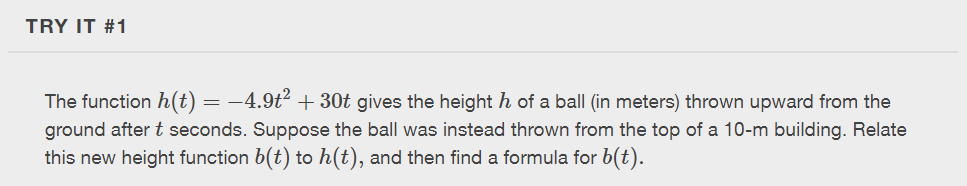 TRY IT #1
The function h(t) = −4.9t² + 30t gives the height h of a ball (in meters) thrown upward from the
ground after t seconds. Suppose the ball was instead thrown from the top of a 10-m building. Relate
this new height function b(t) to h(t), and then find a formula for b(t).